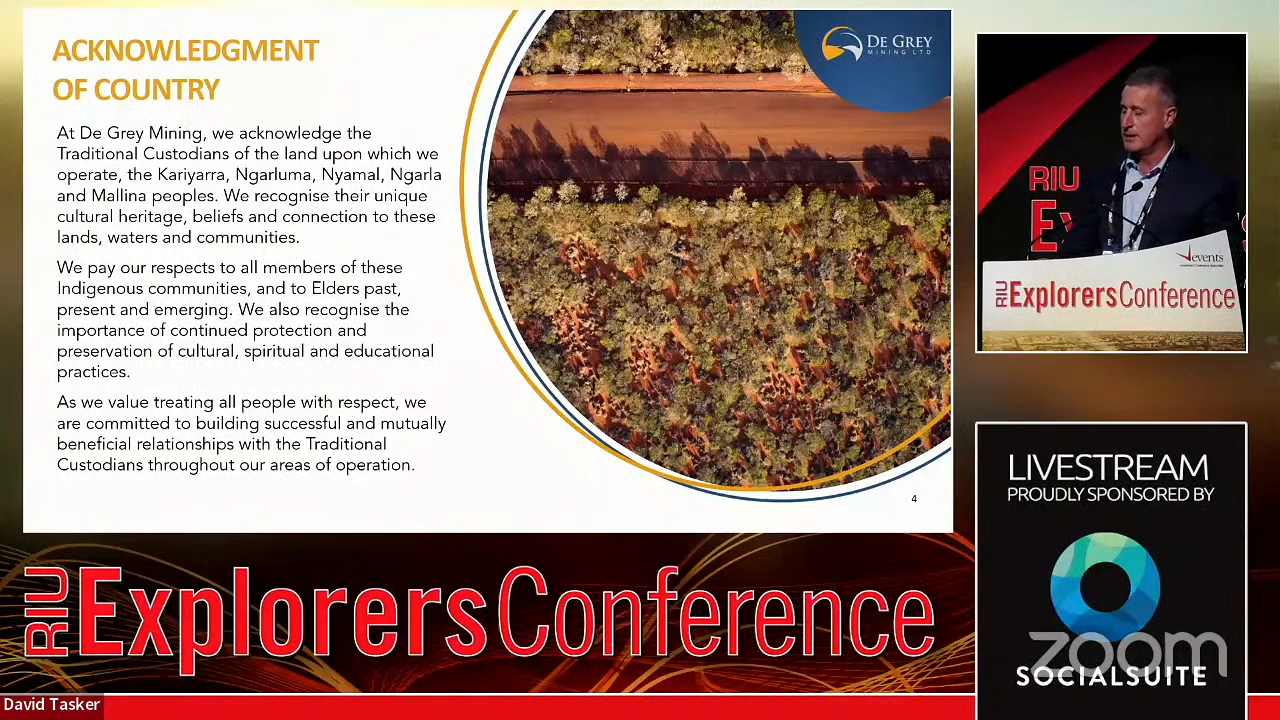 ACKNOWLEDGMENT
OF COUNTRY
At De Grey Mining, we acknowledge the
Traditional Custodians of the land upon which we
operate, the Kariyarra, Ngarluma, Nyamal, Ngarla
and Mallina peoples. We recognise their unique
cultural heritage, beliefs and connection to these
lands, waters and communities.
We pay our respects to all members of these
Indigenous communities, and to Elders past,
present and emerging. We also recognise the
importance of continued protection and
preservation of cultural, spiritual and educational
practices.
As we value treating all people with respect, we
are committed to building successful and mutually
beneficial relationships with the Traditional
Custodians throughout our areas of operation.
4
DE GREY
MINING LTD
RIU
Ex
events
RIU ExplorersConference
LIVESTREAM
PROUDLY SPONSORED BY
zoom
SOCIALSUITE
RIU ExplorersConference
David Tasker